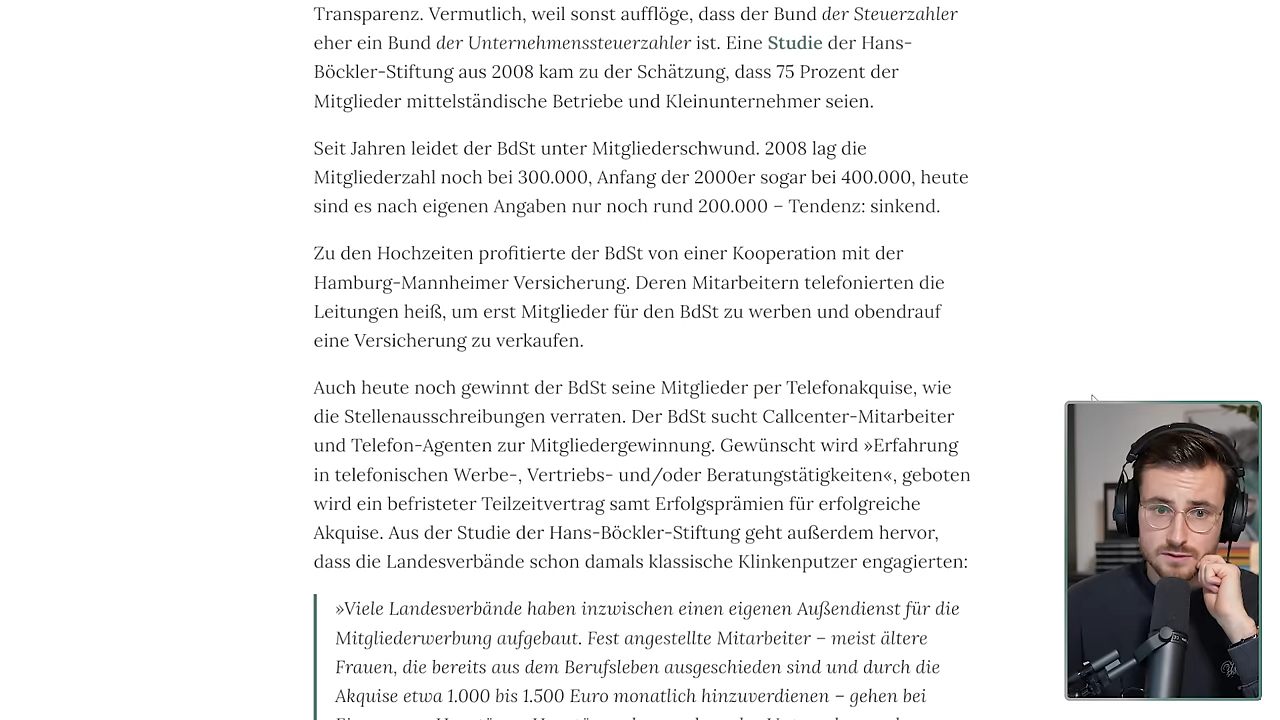 Transparenz. Vermutlich, weil sonst aufflöge, dass der Bund der Steuerzahler
eher ein Bund der Unternehmenssteuerzahler ist. Eine Studie der Hans-
Böckler-Stiftung aus 2008 kam zu der Schätzung, dass 75 Prozent der
Mitglieder mittelständische Betriebe und Kleinunternehmer seien.
Seit Jahren leidet der BdSt unter Mitgliederschwund. 2008 lag die
Mitgliederzahl noch bei 300.000, Anfang der 2000er sogar bei 400.000, heute
sind es nach eigenen Angaben nur noch rund 200.000 – Tendenz: sinkend.
Zu den Hochzeiten profitierte der BdSt von einer Kooperation mit der
Hamburg-Mannheimer Versicherung. Deren Mitarbeitern telefonierten die
Leitungen heiß, um erst Mitglieder für den BdSt zu werben und obendrauf
eine Versicherung zu verkaufen.
Auch heute noch gewinnt der BdSt seine Mitglieder per Telefonakquise, wie
die Stellenausschreibungen verraten. Der BdSt sucht Callcenter-Mitarbeiter
und Telefon-Agenten zur Mitgliedergewinnung. Gewünscht wird »Erfahrung
in telefonischen Werbe-, Vertriebs- und/oder Beratungstätigkeiten«, geboten
wird ein befristeter Teilzeitvertrag samt Erfolgsprämien für erfolgreiche
Akquise. Aus der Studie der Hans-Böckler-Stiftung geht außerdem hervor,
dass die Landesverbände schon damals klassische Klinkenputzer engagierten:
»Viele Landesverbände haben inzwischen einen eigenen Außendienst für die
Mitgliederwerbung aufgebaut. Fest angestellte Mitarbeiter – meist ältere
Frauen, die bereits aus dem Berufsleben ausgeschieden sind und durch die
Akquise etwa 1.000 bis 1.500 Euro monatlich hinzuverdienen – gehen bei